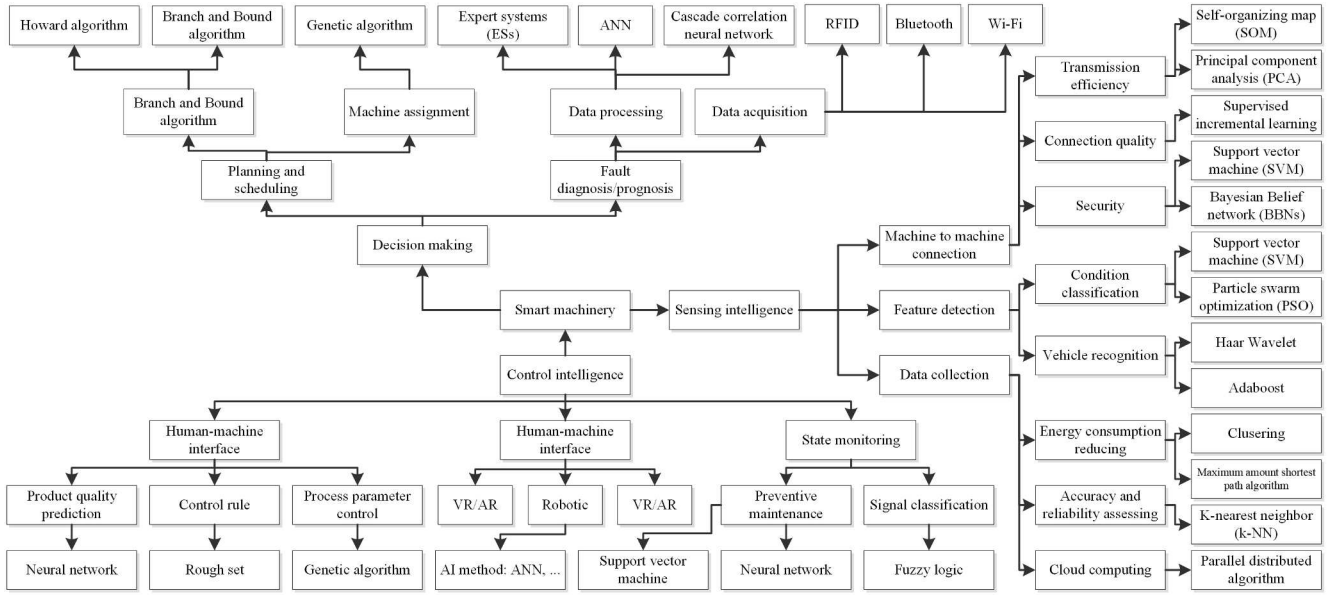 Howard algorithm
Branch and Bound
algorithm
Genetic algorithm
Expert systems
(ESs)
ANN
Cascade correlation
neural network
RFID
Bluetooth
Wi-Fi
Self-organizing map
(SOM)
Transmission
efficiency
Principal component
analysis (PCA)
Branch and Bound
algorithm
Machine assignment
Data processing
Data acquisition
Connection quality
Supervised
incremental learning
Planning and
scheduling
Fault
diagnosis/prognosis
Support vector
machine (SVM)
Security
Bayesian Belief
network (BBNs)
Decision making
Machine to machine
connection
Support vector
machine (SVM)
Condition
classification
Smart machinery
Sensing intelligence
Feature detection
Particle swarm
optimization (PSO)
Vehicle recognition
Haar Wavelet
Control intelligence
Data collection
Adaboost
Human-machine
interface
Human-machine
interface
State monitoring
Energy consumption
reducing
Clusering
Maximum amount shortest
path algorithm
Product quality
prediction
Control rule
Process parameter
control
VR/AR
Robotic
VR/AR
Preventive
maintenance
Signal classification
Accuracy and
reliability assessing
K-nearest neighbor
(k-NN)
Neural network
Rough set
Genetic algorithm
AI method: ANN, ...
Support vector
machine
Neural network
Fuzzy logic
Cloud computing
Parallel distributed
algorithm